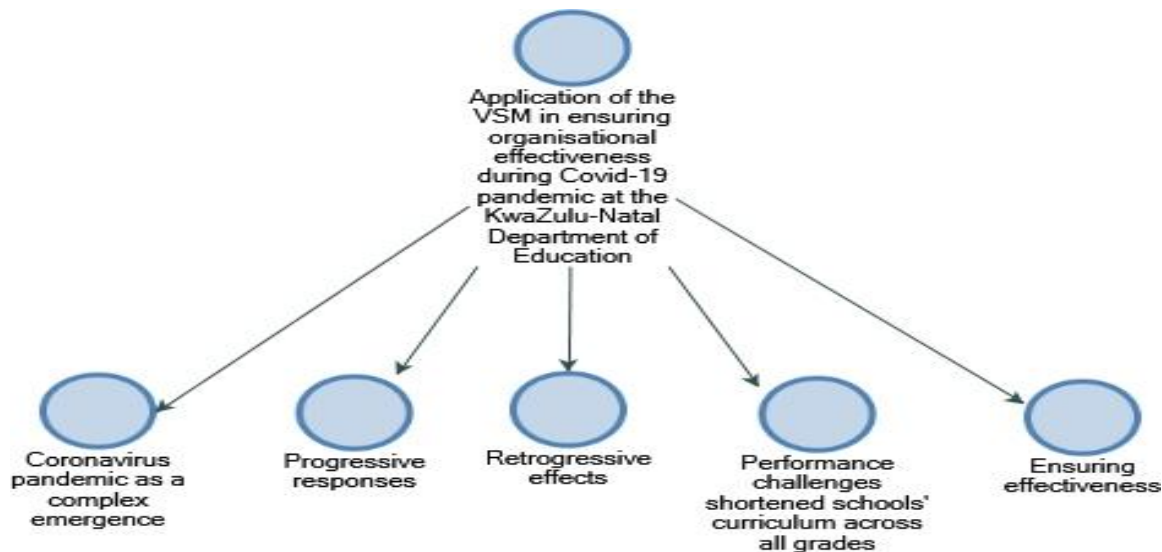 Application of the
VSM in ensuring
organisational
effectiveness
during Covid-19
pandemic at the
KwaZulu-Natal
Department of
Education
Coronavirus
pandemic as a
complex
emergence
Progressive
responses
Retrogressive
effects
Performance
challenges
shortened schools'
curriculum across
all grades
Ensuring
effectiveness